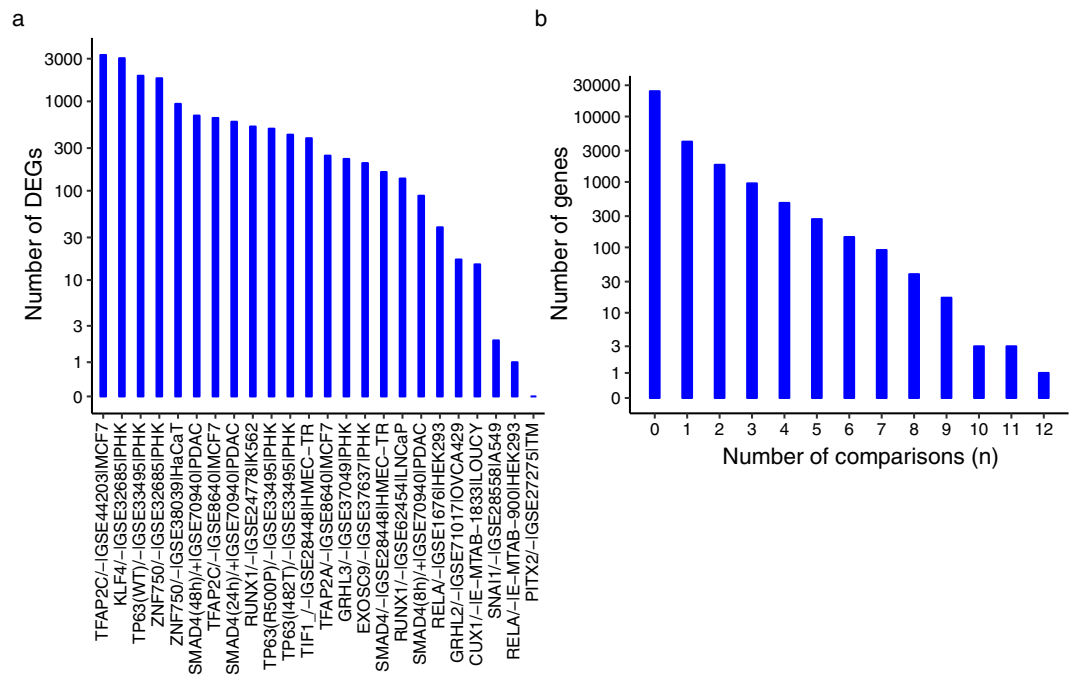 a
Number of DEGs
3000
1000
300
100
30
10
3
1
0
TFAP2C/−|GSE44203|MCF7
KLF4/−|GSE32685|PHK
TP63(WT)/−|GSE33495|PHK
ZNF750/−|GSE32685|PHK
ZNF750/−|GSE38039|HaCaT
SMAD4(48h)/+|GSE70940|PDAC
TFAP2C/−|GSE8640|MCF7
SMAD4(24h)/+|GSE70940|PDAC
RUNX1/−|GSE24778|K562
TP63(R500P)/−|GSE33495|PHK
TP63(I482T)/−|GSE33495|PHK
TIF1_/−|GSE28448|HMEC−TR
TFAP2A/−|GSE8640|MCF7
GRHL3/−|GSE37049|PHK
EXOSC9/−|GSE37637|PHK
SMAD4/−|GSE28448|HMEC−TR
RUNX1/−|GSE62454|LNCaP
SMAD4(8h)/+|GSE70940|PDAC
RELA/−|GSE1676|HEK293
GRHL2/−|GSE71017|OVCA429
CUX1/−|E−MTAB−1833|LOUCY
SNAI1/−|GSE28558|A549
RELA/−|E−MTAB−900|HEK293
PITX2/−|GSE27275|TM
b
Number of genes
30000
10000
3000
1000
300
100
30
10
3
1
0
0 1 2 3 4 5 6 7 8 9 10 11 12
Number of comparisons (n)